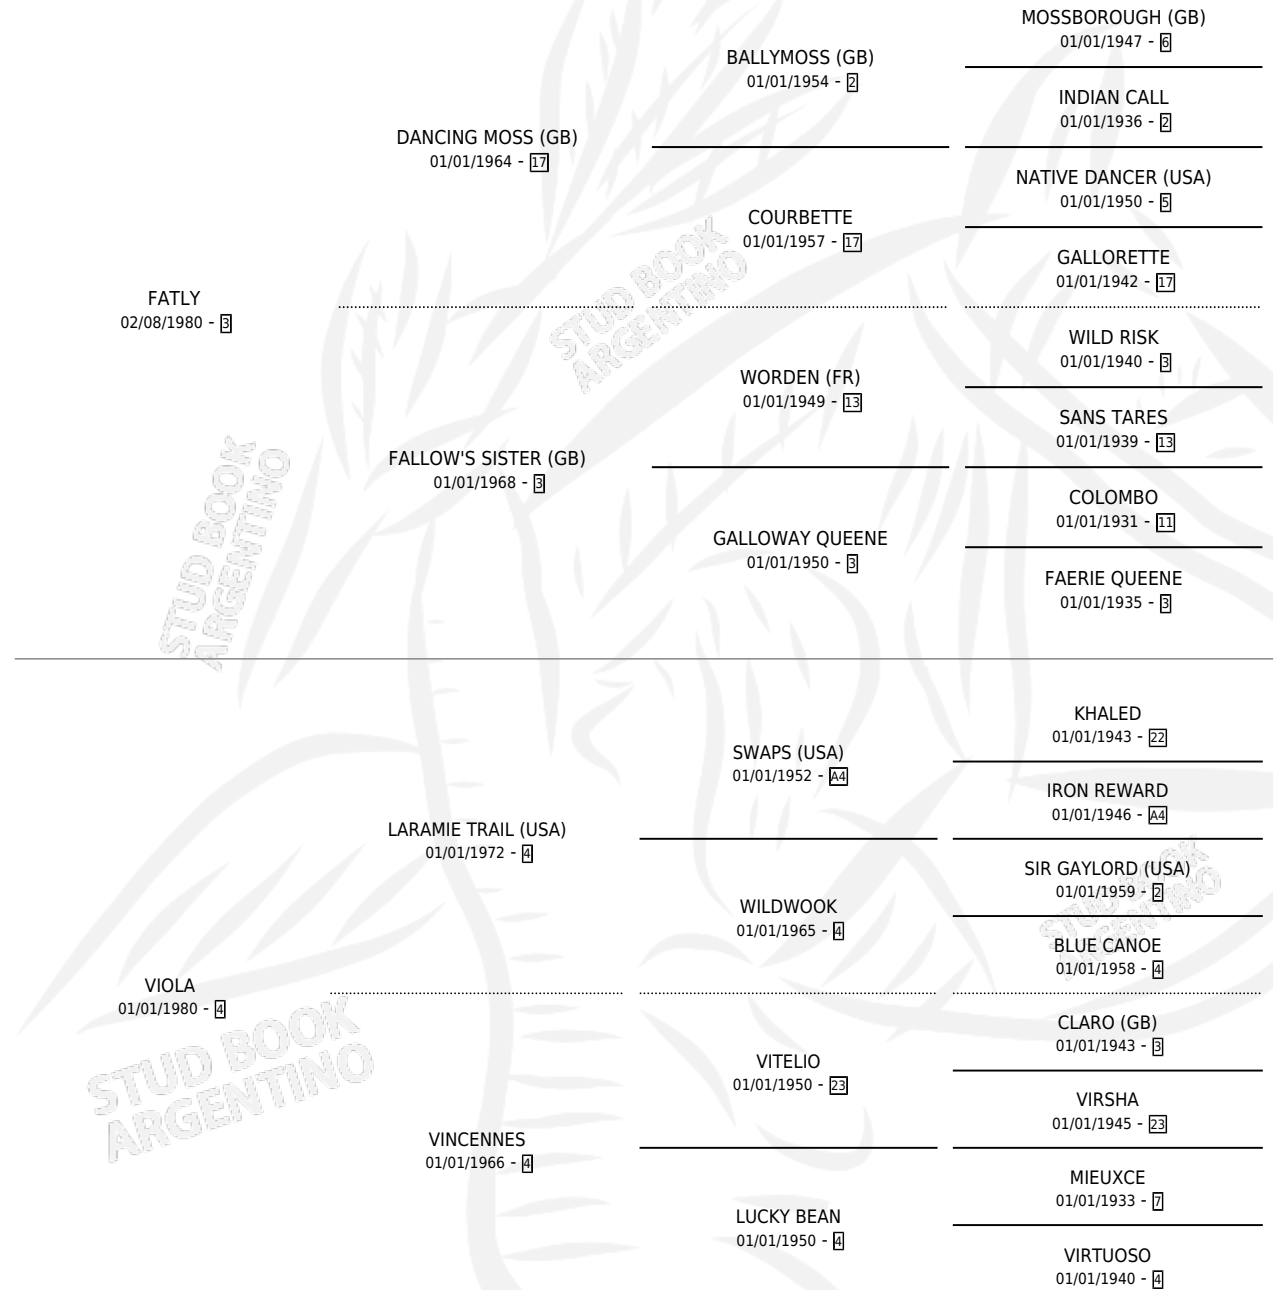 MOSSBOROUGH (GB)
01/01/1947 - 6
BALLYMOSS (GB)
01/01/1954 - 2
INDIAN CALL
01/01/1936 - 2
DANCING MOSS (GB)
01/01/1964 - 17
NATIVE DANCER (USA)
01/01/1950 - 5
COURBETTE
01/01/1957 - 17
GALLORETTE
01/01/1942 - 17
FATLY
02/08/1980 - 3
STUD BOOK
ARGENTINO
WILD RISK
01/01/1940 - 3
WORDEN (FR)
01/01/1949 - 13
SANS TARES
01/01/1939 - 13
FALLOW'S SISTER (GB)
01/01/1968 - 3
COLOMBO
01/01/1931 - 11
GALLOWAY QUEENE
01/01/1950 - 3
FAERIE QUEENE
01/01/1935 - 3
STUD BOOK
ARGENTINO
KHALED
01/01/1943 - 22
SWAPS (USA)
01/01/1952 - A4
IRON REWARD
01/01/1946 - A4
LARAMIE TRAIL (USA)
01/01/1972 - 4
SIR GAYLORD (USA)
01/01/1959 - 2
WILDWOOK
01/01/1965 - 4
STUD BOOK
ARGENTINO
BLUE CANOE
01/01/1958 - 4
VIOLA
01/01/1980 - 4
CLARO (GB)
01/01/1943 - 3
VITELIO
01/01/1950 - 23
VIRSHA
01/01/1945 - 23
STUD BOOK
ARGENTINO
VINCENNES
01/01/1966 - 4
MIEUXCE
01/01/1933 - 7
LUCKY BEAN
01/01/1950 - 4
VIRTUOSO
01/01/1940 - 4